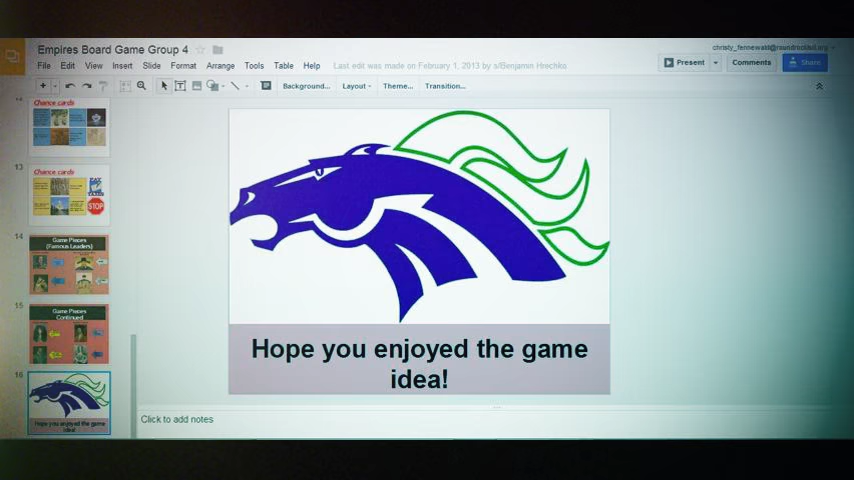 Empires Board Game Group 4
christy_fennewald@roundrockisd.org
File Edit View Insert Slide Format Arrange Tools Table Help
Last edit was made on February 1, 2013 by s/Benjamin Hrechko
Present
Comments
Share
Background...
Layout
Theme...
Transition...
Chance cards
13
Chance cards
STOP
14
Game Pieces
(Famous Leaders)
15
Game Pieces
Continued
16
Hope you enjoyed the game
idea!
Hope you enjoyed the game
idea!
Click to add notes